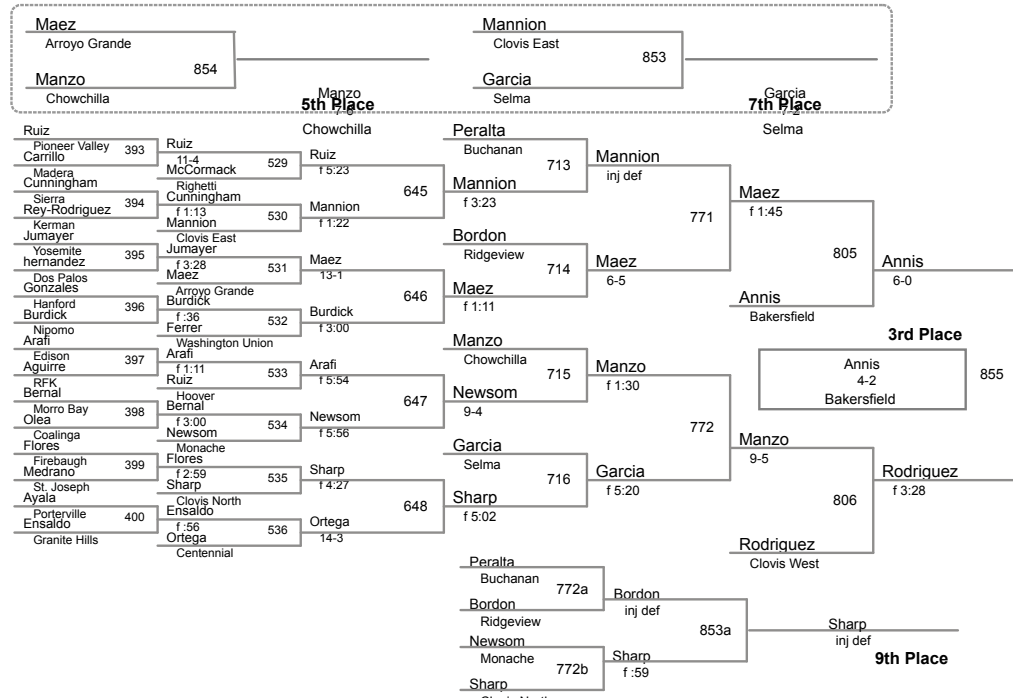 Maez
Arroyo Grande
854
Manzo
Chowchilla
Mannion
Clovis East
853
Garcia
Selma
Manzo
5th Place
Chowchilla
Garcia
7th Place
7-2
Selma
Ruiz
Pioneer Valley
393
Carrillo
Madera
Cunningham
Sierra
394
Rey-Rodriguez
Kerman
Jumayer
Yosemite
395
hernandez
Dos Palos
Gonzales
Hanford
396
Burdick
Nipomo
Arafi
Edison
397
Aguirre
RFK
Bernal
Morro Bay
398
Olea
Coalinga
Flores
Firebaugh
399
Medrano
St. Joseph
Ayala
Porterville
400
Ensaldo
Granite Hills
Ruiz
11-4
529
McCormack
Righetti
Cunningham
f 1:13
530
Mannion
Clovis East
Jumayer
f 3:28
531
Maez
Arroyo Grande
Burdick
f :36
532
Ferrer
Washington Union
Arafi
f 1:11
533
Ruiz
Hoover
Bernal
f 3:00
534
Newsom
Monache
Flores
f 2:59
535
Sharp
Clovis North
Ensaldo
f :56
536
Ortega
Centennial
Ruiz
f 5:23
645
Mannion
f 1:22
Maez
13-1
646
Burdick
f 3:00
Arafi
f 5:54
647
Newsom
f 5:56
Sharp
f 4:27
648
Ortega
14-3
Peralta
Buchanan
713
Mannion
f 3:23
Bordon
Ridgeview
714
Maez
f 1:11
Manzo
Chowchilla
715
Newsom
9-4
Garcia
Selma
716
Sharp
f 5:02
Mannion
inj def
771
Maez
6-5
Manzo
f 1:30
772
Garcia
f 5:20
Maez
f 1:45
805
Annis
Bakersfield
Annis
6-0
3rd Place
Annis
4-2
Bakersfield
855
Manzo
9-5
806
Rodriguez
Clovis West
Rodriguez
f 3:28
Peralta
Buchanan
772a
Bordon
Ridgeview
Newsom
Monache
772b
Sharp
Bordon
inj def
853a
Sharp
f :59
Sharp
inj def
9th Place